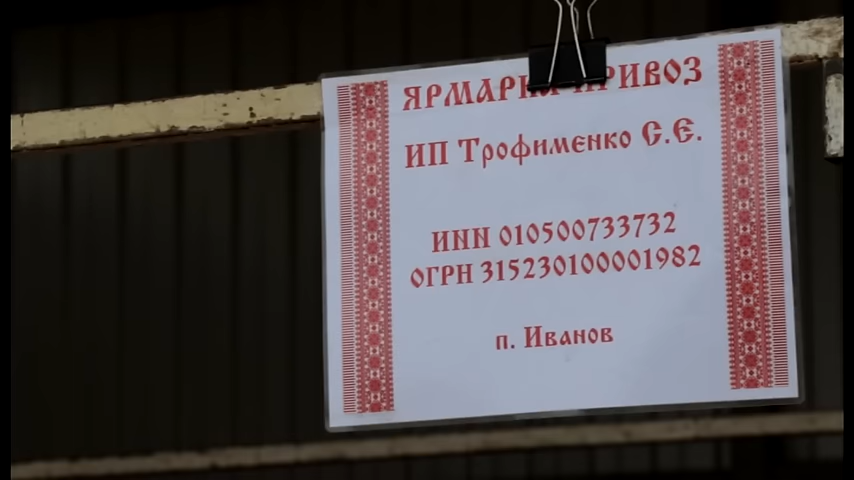 ЯРМАРКА ПРИВОЗ
ИП Трофименко С.Е.
ИНН 010500733732
ОГРН 315230100001982
п. Иванов